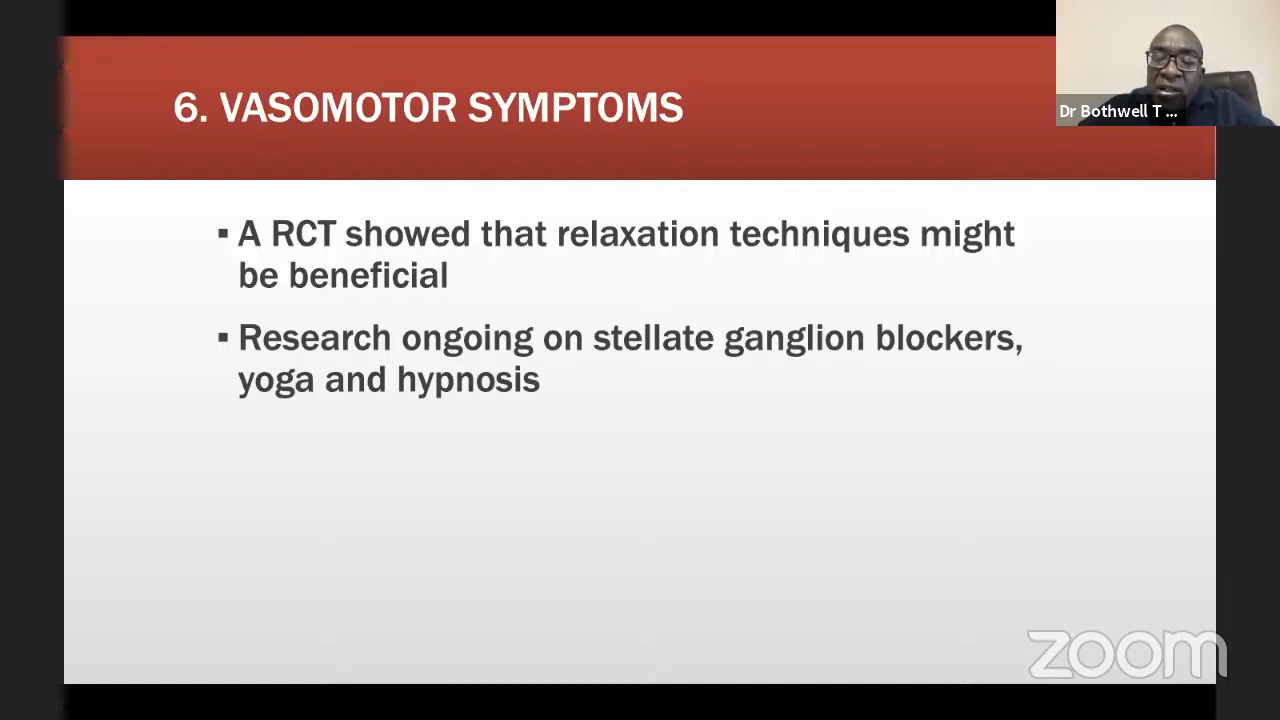 6. VASOMOTOR SYMPTOMS
Dr Bothwell T ...
▪ A RCT showed that relaxation techniques might
be beneficial
▪ Research ongoing on stellate ganglion blockers,
yoga and hypnosis
zoom